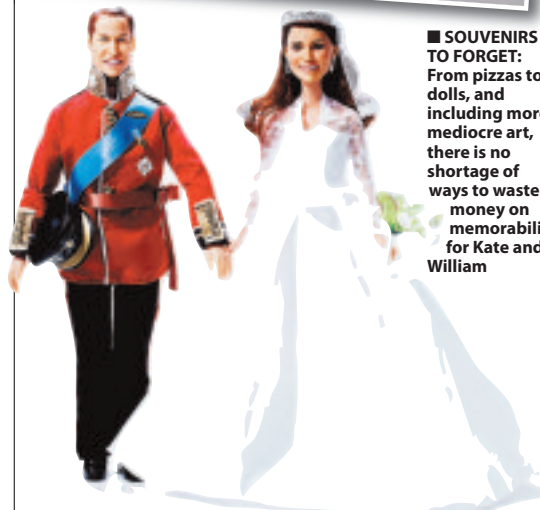 ■ SOUVENIRS
TO FORGET:
From pizzas to
dolls, and
including more
mediocre art,
there is no
shortage of
ways to waste
money on
memorabili
for Kate and
William